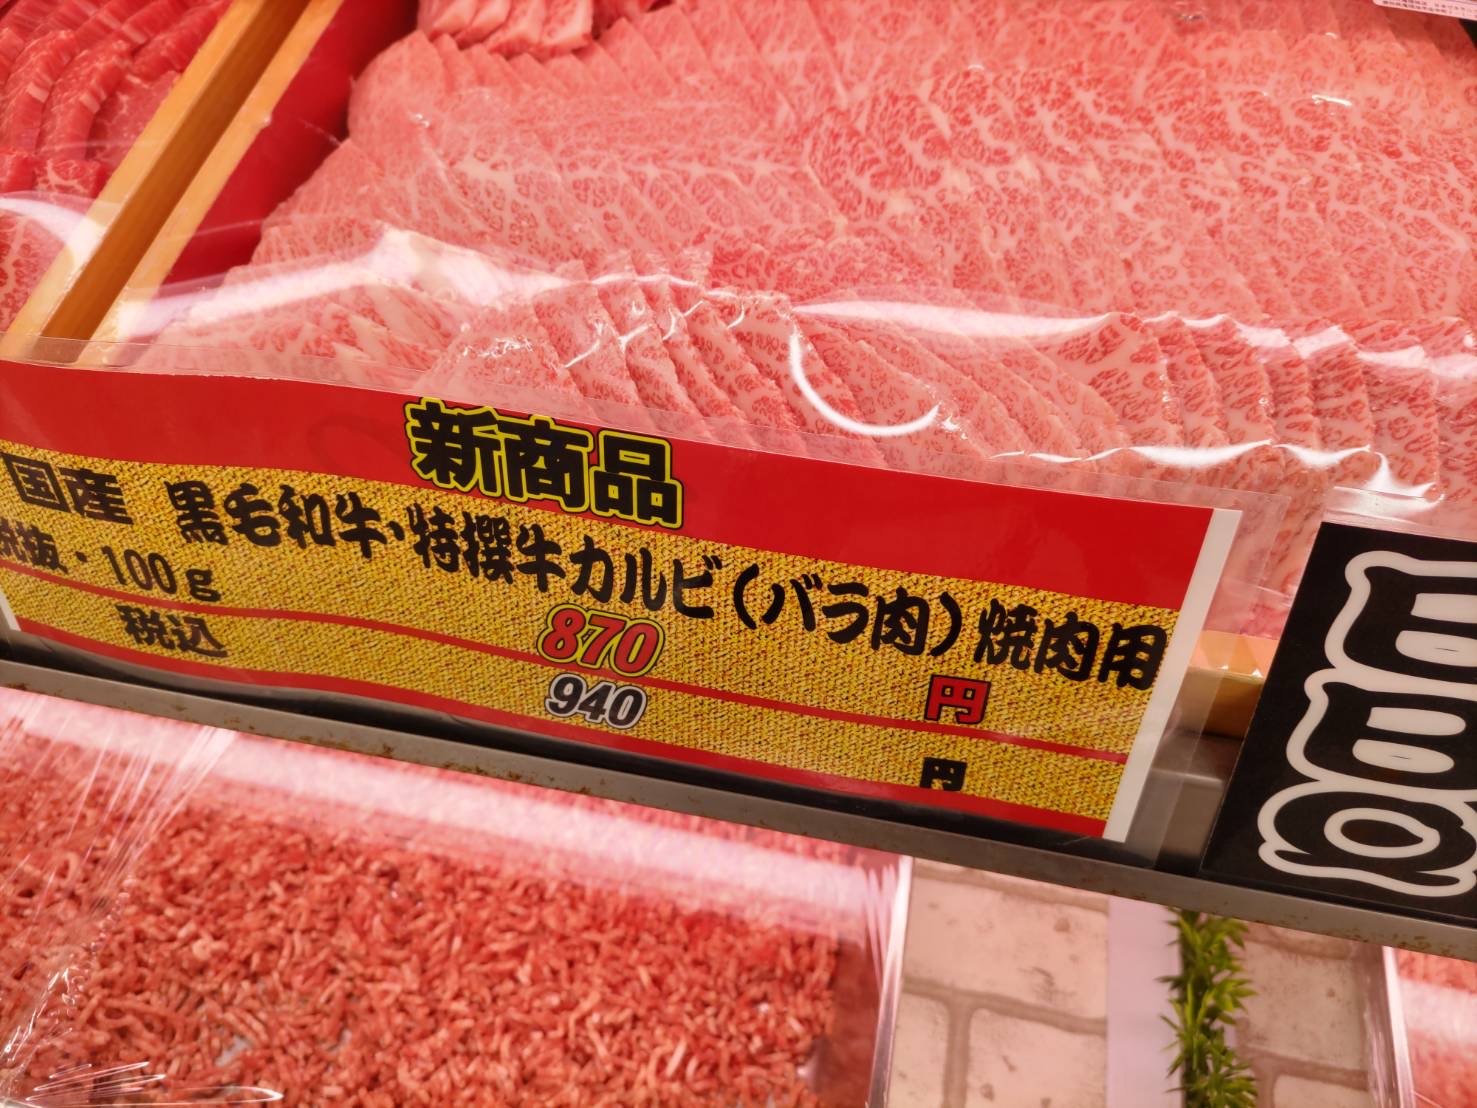 新商品
国産 黒毛和牛・特撰牛カルビ(バラ肉)焼肉用
税抜・100g 870 円
税込 940 円